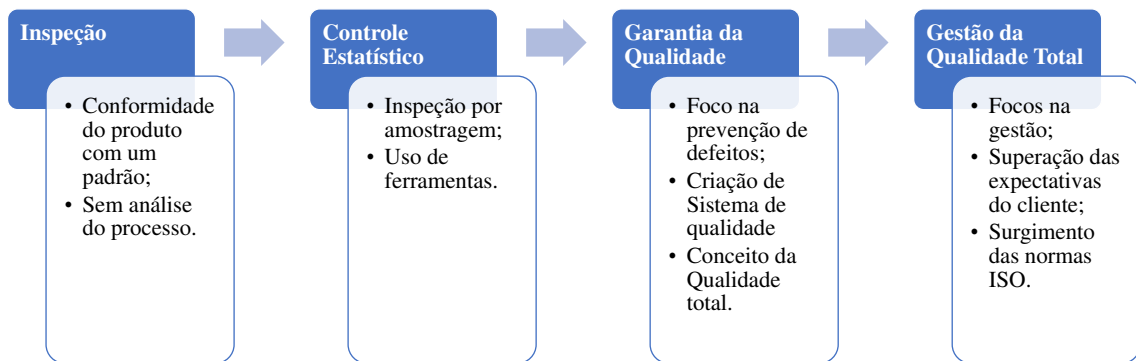 Inspeção
• Conformidade
do produto
com um
padrão;
• Sem análise
do processo.
Controle
Estatístico
• Inspeção por
amostragem;
• Uso de
ferramentas.
Garantia da
Qualidade
• Foco na
prevenção de
defeitos;
• Criação de
Sistema de
qualidade
• Conceito da
Qualidade
total.
Gestão da
Qualidade Total
• Focos na
gestão;
• Superação das
expectativas
do cliente;
• Surgimento
das normas
ISO.